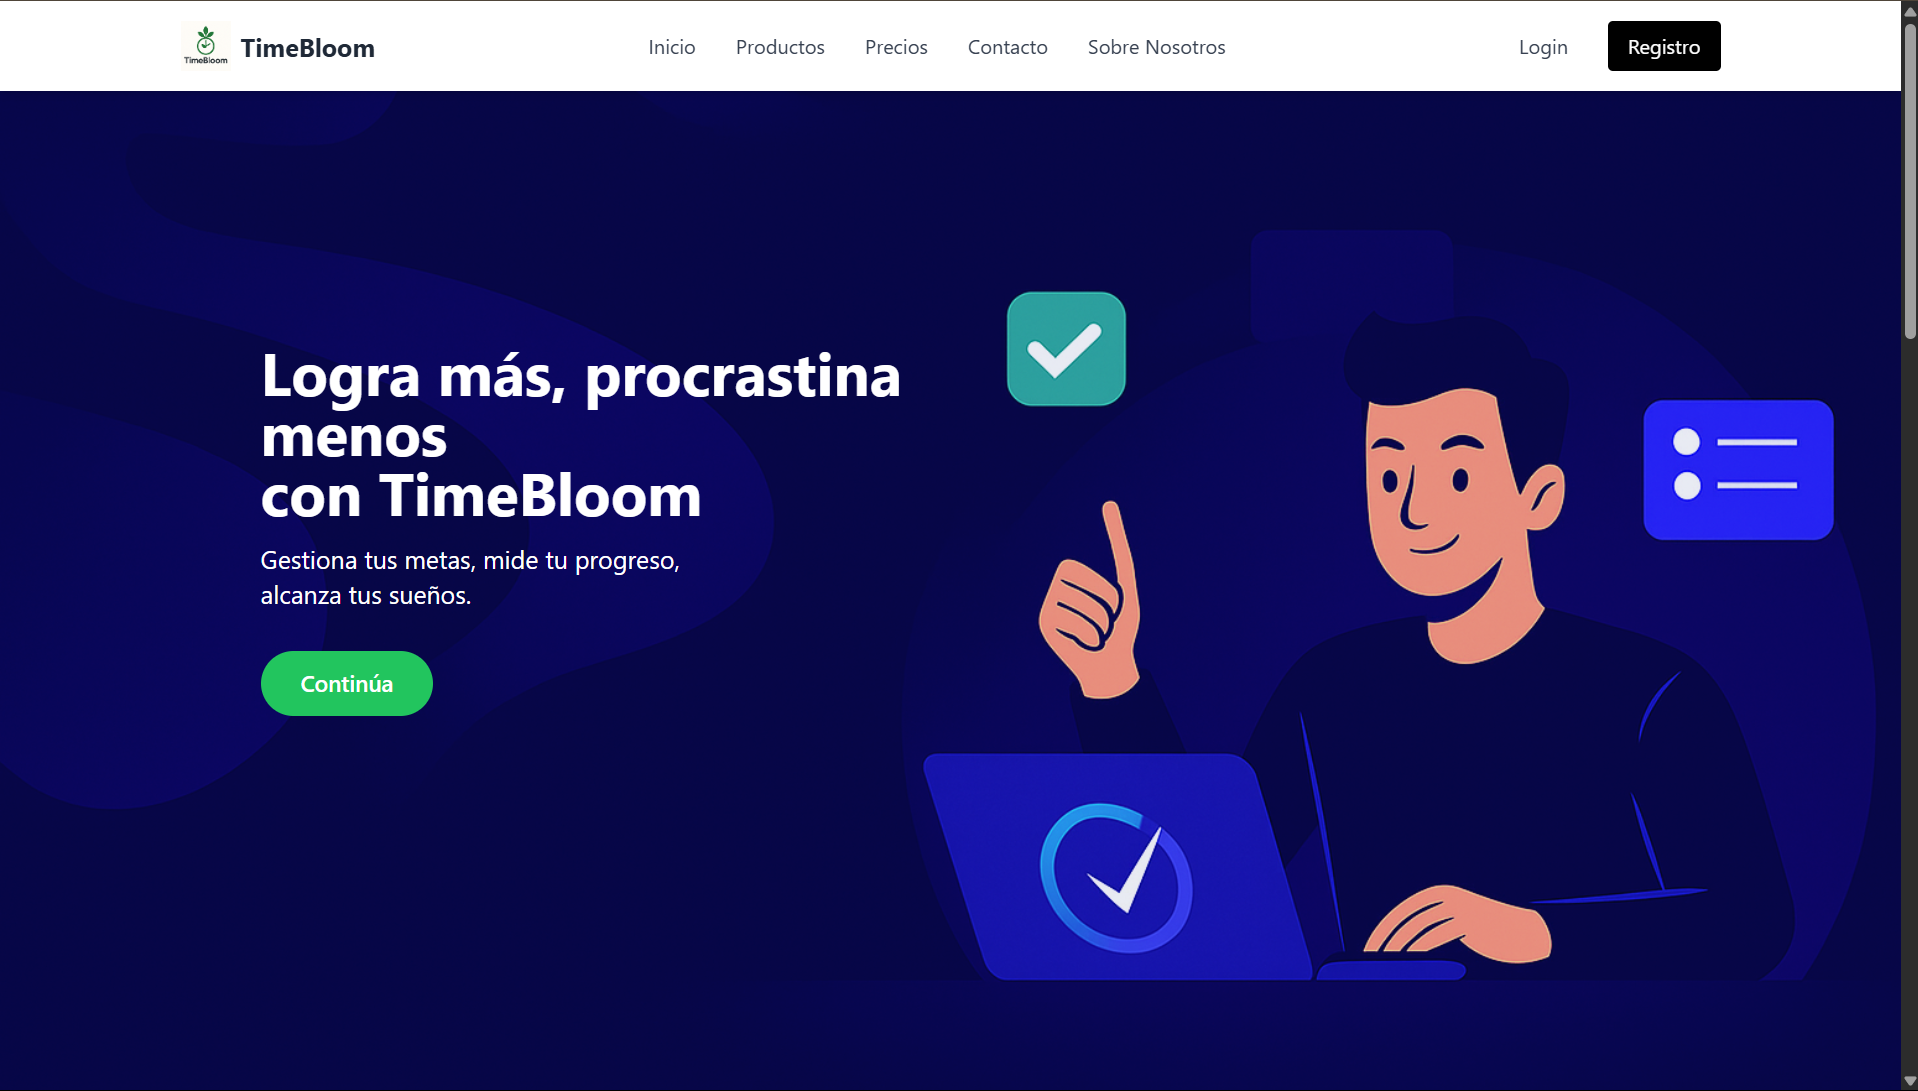 TimeBloom
TimeBloom
Inicio
Productos
Precios
Contacto
Sobre Nosotros
Login
Registro
Logra más, procrastina
menos
con TimeBloom
Gestiona tus metas, mide tu progreso,
alcanza tus sueños.
Continúa